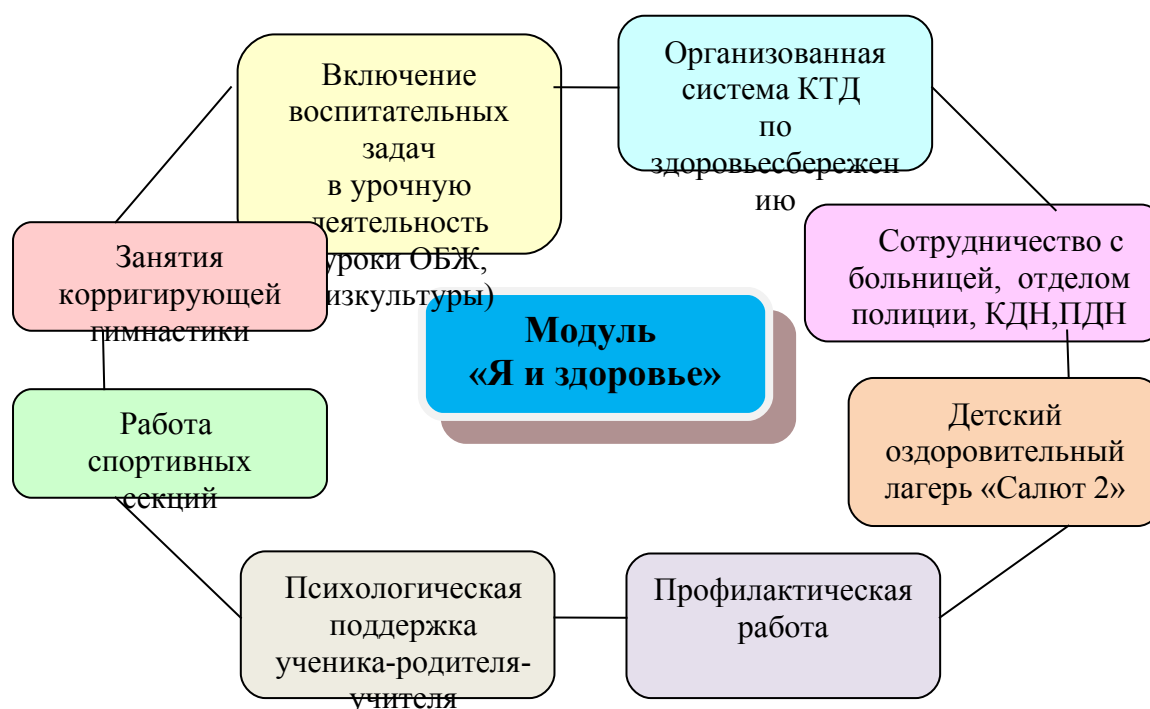 Включение
воспитательных
задач
в урочную
деятельность
уроки ОБЖ,
изкультуры)
Организованная
система КТД
по
здоровьесбережен
ию
Сотрудничество с
больницей, отделом
полиции, КДН,ПДН
Детский
оздоровительный
лагерь «Салют 2»
Профилактическая
работа
Психологическая
поддержка
ученика-родителя-
учителя
Работа
спортивных
секций
Занятия
корригирующей
гимнастики
Модуль
«Я и здоровье»